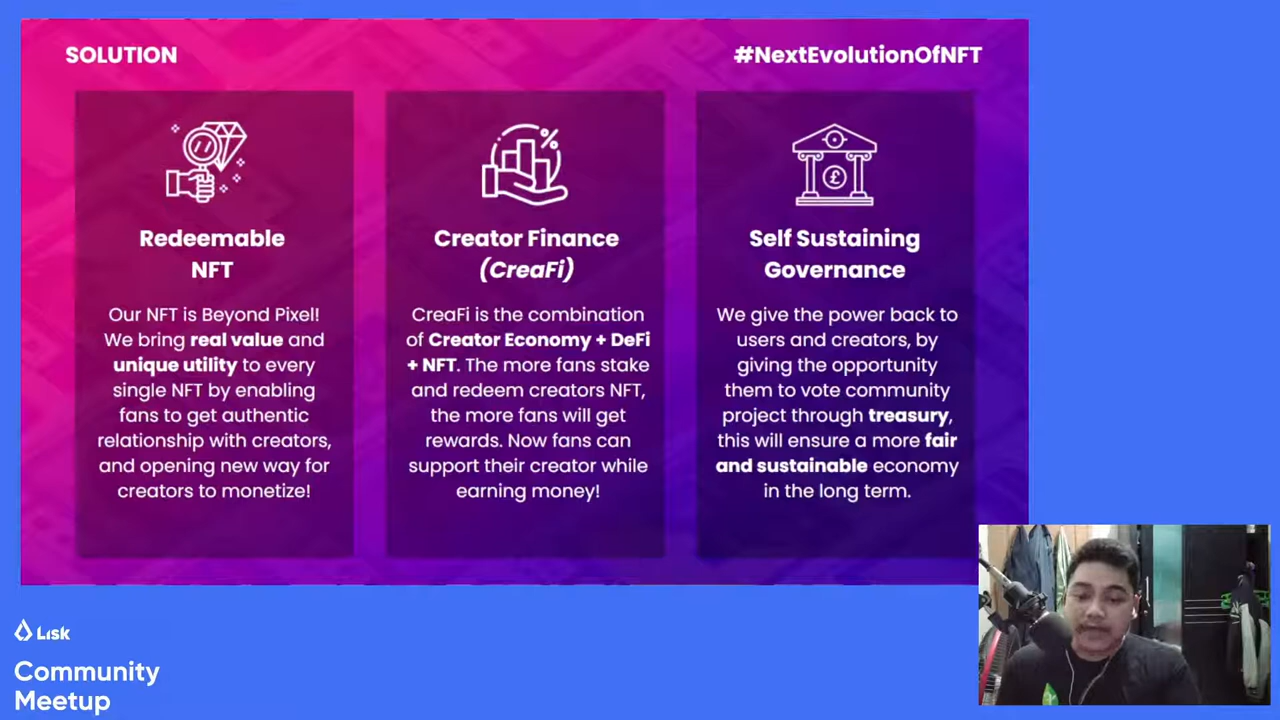 SOLUTION
#NextEvolutionOfNFT
Redeemable
NFT
Our NFT is Beyond Pixel!
We bring real value and
unique utility to every
single NFT by enabling
fans to get authentic
relationship with creators,
and opening new way for
creators to monetize!
Creator Finance
(CreaFi)
CreaFi is the combination
of Creator Economy + DeFi
+ NFT. The more fans stake
and redeem creators NFT,
the more fans will get
rewards. Now fans can
support their creator while
earning money!
£
Self Sustaining
Governance
We give the power back to
users and creators, by
giving the opportunity
them to vote community
project through treasury,
this will ensure a more fair
and sustainable economy
in the long term.
Lisk
Community
Meetup